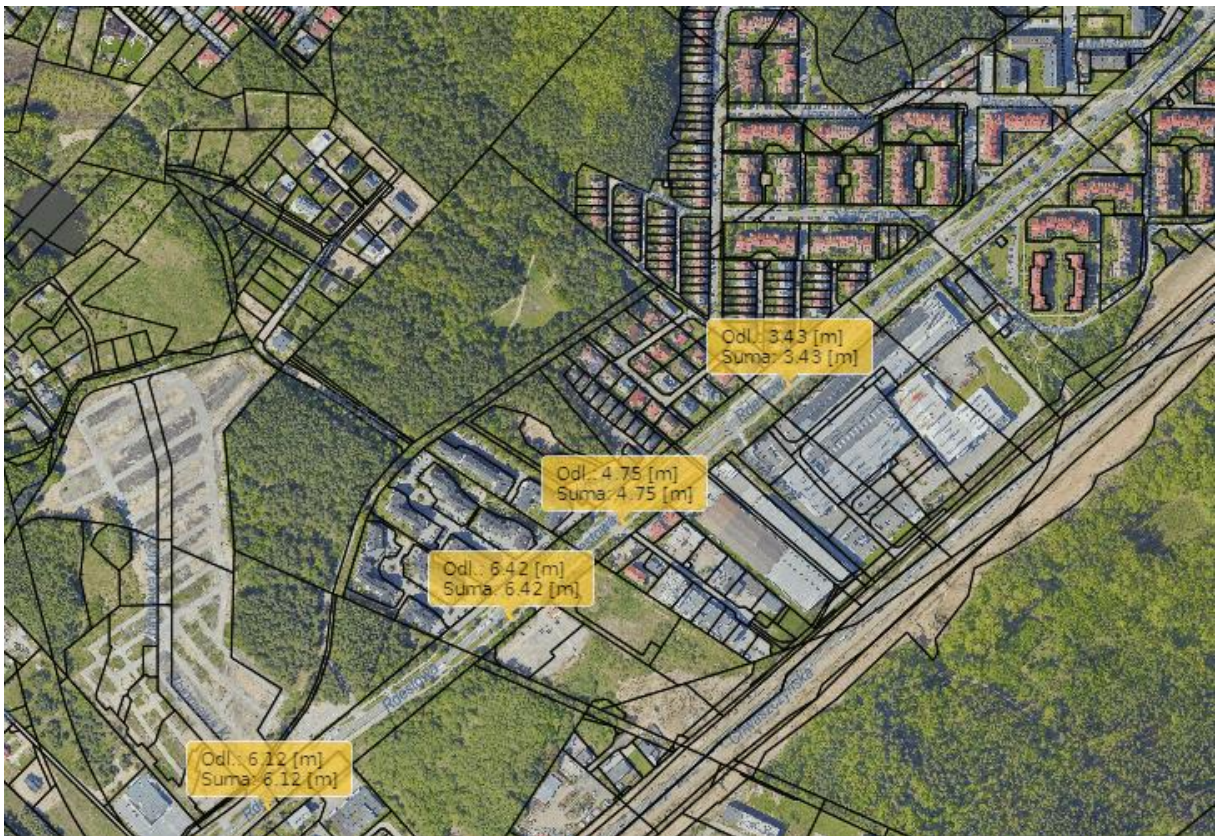 Odl.: 3.43 [m]
Suma: 3.43 [m]
Odl.: 4.75 [m]
Suma: 4.75 [m]
Odl.: 6.42 [m]
Suma: 6.42 [m]
Rdestowa
Chwaszczyńska
Odl.: 6.12 [m]
Suma: 6.12 [m]